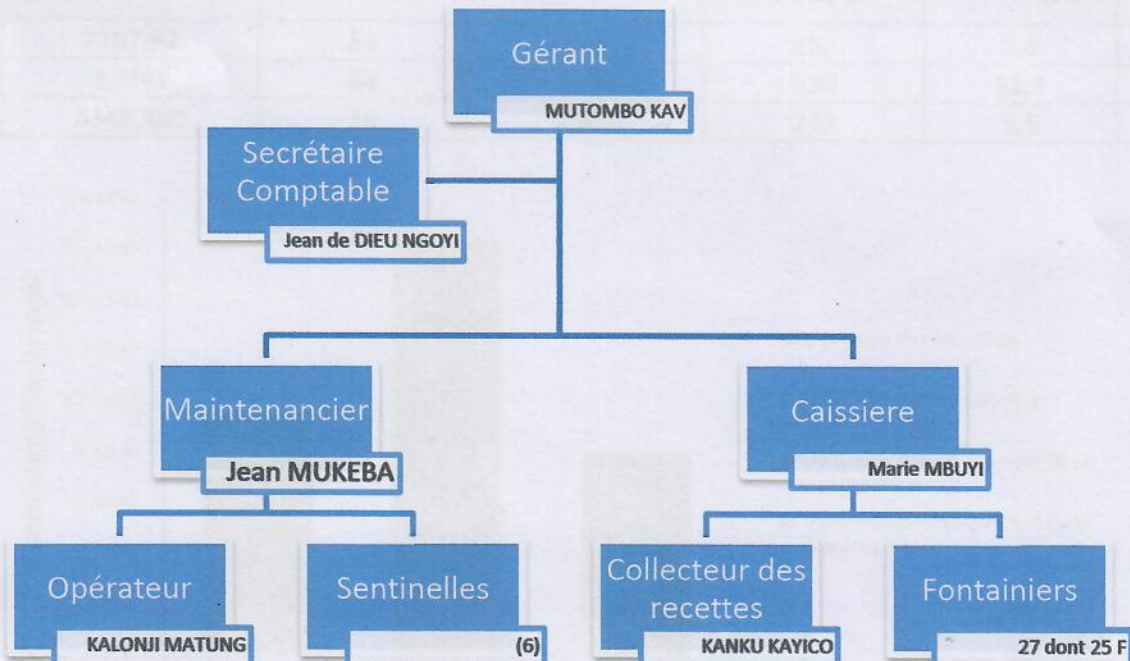 Gérant
MUTOMBO KAV
Secrétaire
Comptable
Jean de DIEU NGOYI
Maintenancier
Jean MUKEBA
Caissiere
Marie MBUYI
Opérateur
KALONJI MATUNG
Sentinelles
(6)
Collecteur des
recettes
KANKU KAYICO
Fontainiers
27 dont 25 F